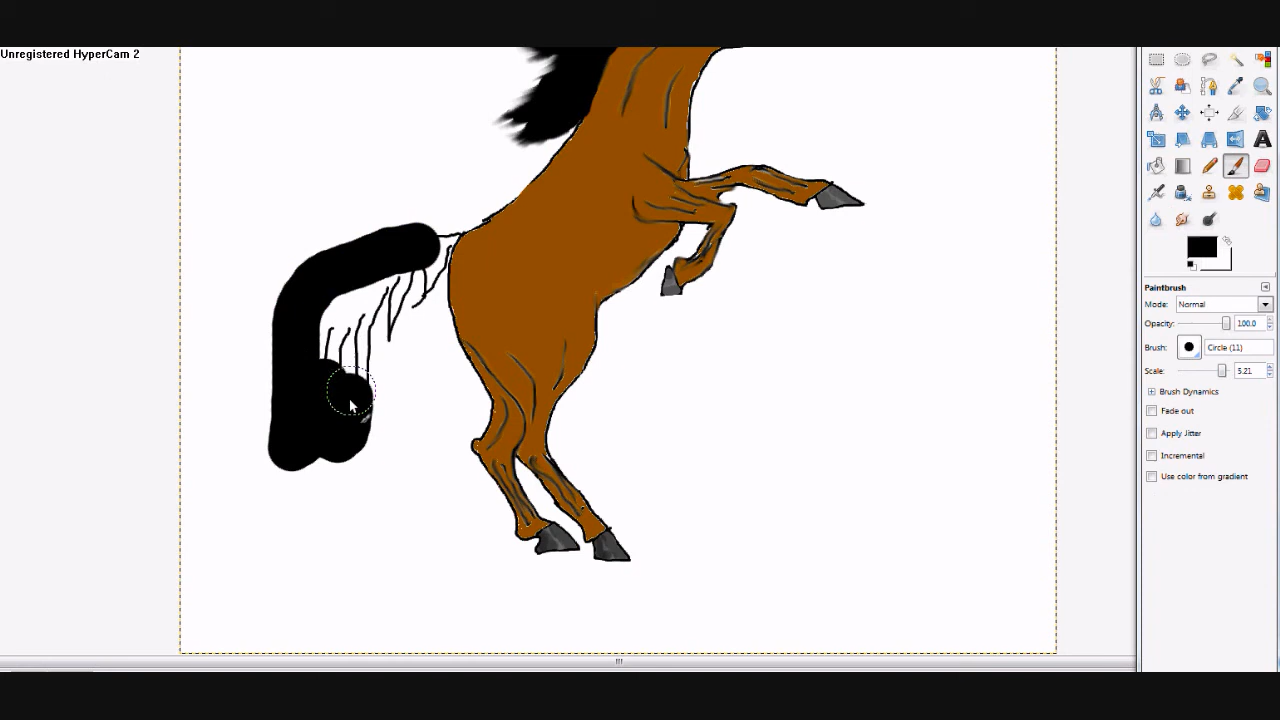 Unregistered HyperCam 2
Paintbrush
Mode: Normal
Opacity: 100.0
Brush: Circle (11)
Scale: 5.21
Brush Dynamics
Fade out
Apply Jitter
Incremental
Use color from gradient